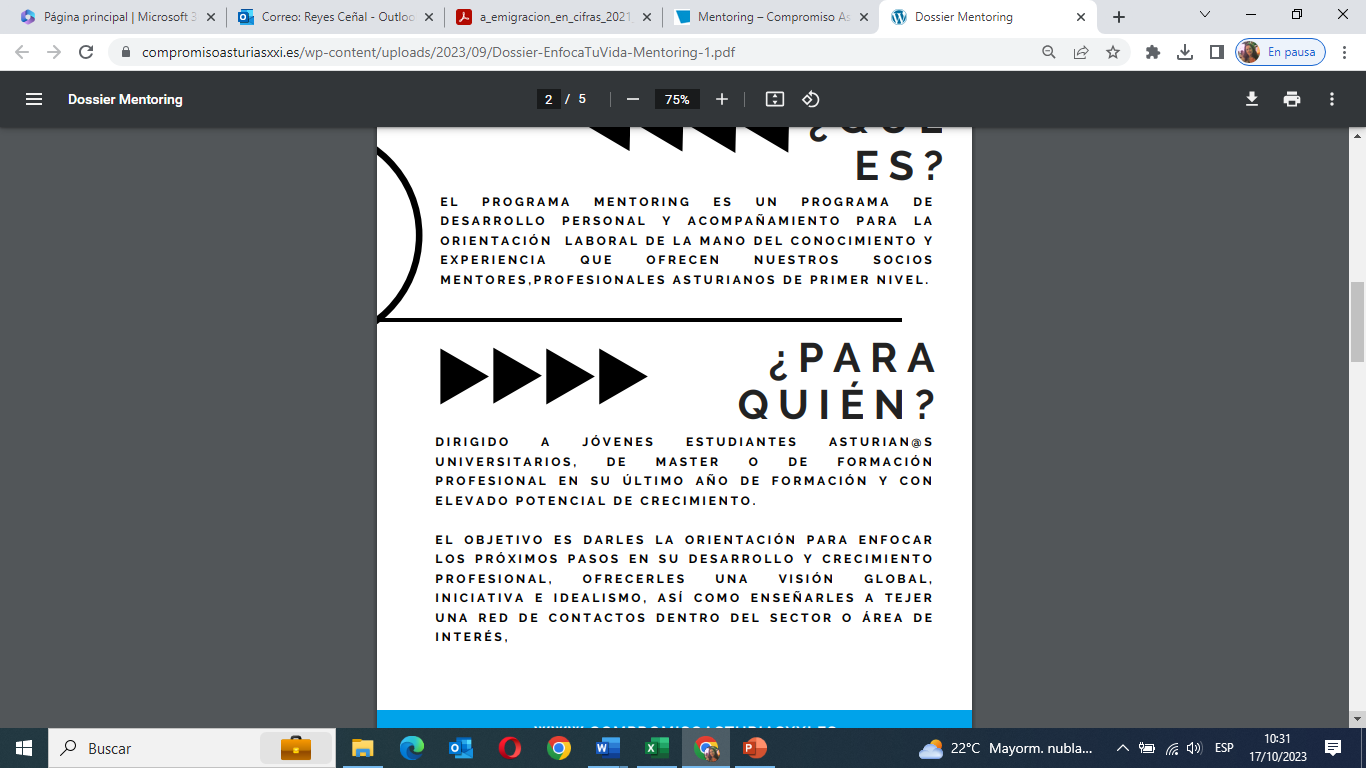 Página principal | Microsoft 3
Correo: Reyes Ceñal - Outloo
a_emigracion_en_cifras_2021
Mentoring – Compromiso As
Dossier Mentoring
compromisoasturiasxxi.es/wp-content/uploads/2023/09/Dossier-EnfocaTuVida-Mentoring-1.pdf
En pausa
Dossier Mentoring
2 / 5
75%
¿QUÉ
ES?
EL PROGRAMA MENTORING ES UN PROGRAMA DE
DESARROLLO PERSONAL Y ACOMPAÑAMIENTO PARA LA
ORIENTACIÓN LABORAL DE LA MANO DEL CONOCIMIENTO Y
EXPERIENCIA QUE OFRECEN NUESTROS SOCIOS
MENTORES,PROFESIONALES ASTURIANOS DE PRIMER NIVEL.
¿PARA
QUIÉN?
DIRIGIDO A JÓVENES ESTUDIANTES ASTURIAN@S
UNIVERSITARIOS, DE MASTER O DE FORMACIÓN
PROFESIONAL EN SU ÚLTIMO AÑO DE FORMACIÓN Y CON
ELEVADO POTENCIAL DE CRECIMIENTO.
EL OBJETIVO ES DARLES LA ORIENTACIÓN PARA ENFOCAR
LOS PRÓXIMOS PASOS EN SU DESARROLLO Y CRECIMIENTO
PROFESIONAL, OFRECERLES UNA VISIÓN GLOBAL,
INICIATIVA E IDEALISMO, ASÍ COMO ENSEÑARLES A TEJER
UNA RED DE CONTACTOS DENTRO DEL SECTOR O ÁREA DE
INTERÉS,
Buscar
22°C Mayorm. nubla...
ESP
10:31
17/10/2023